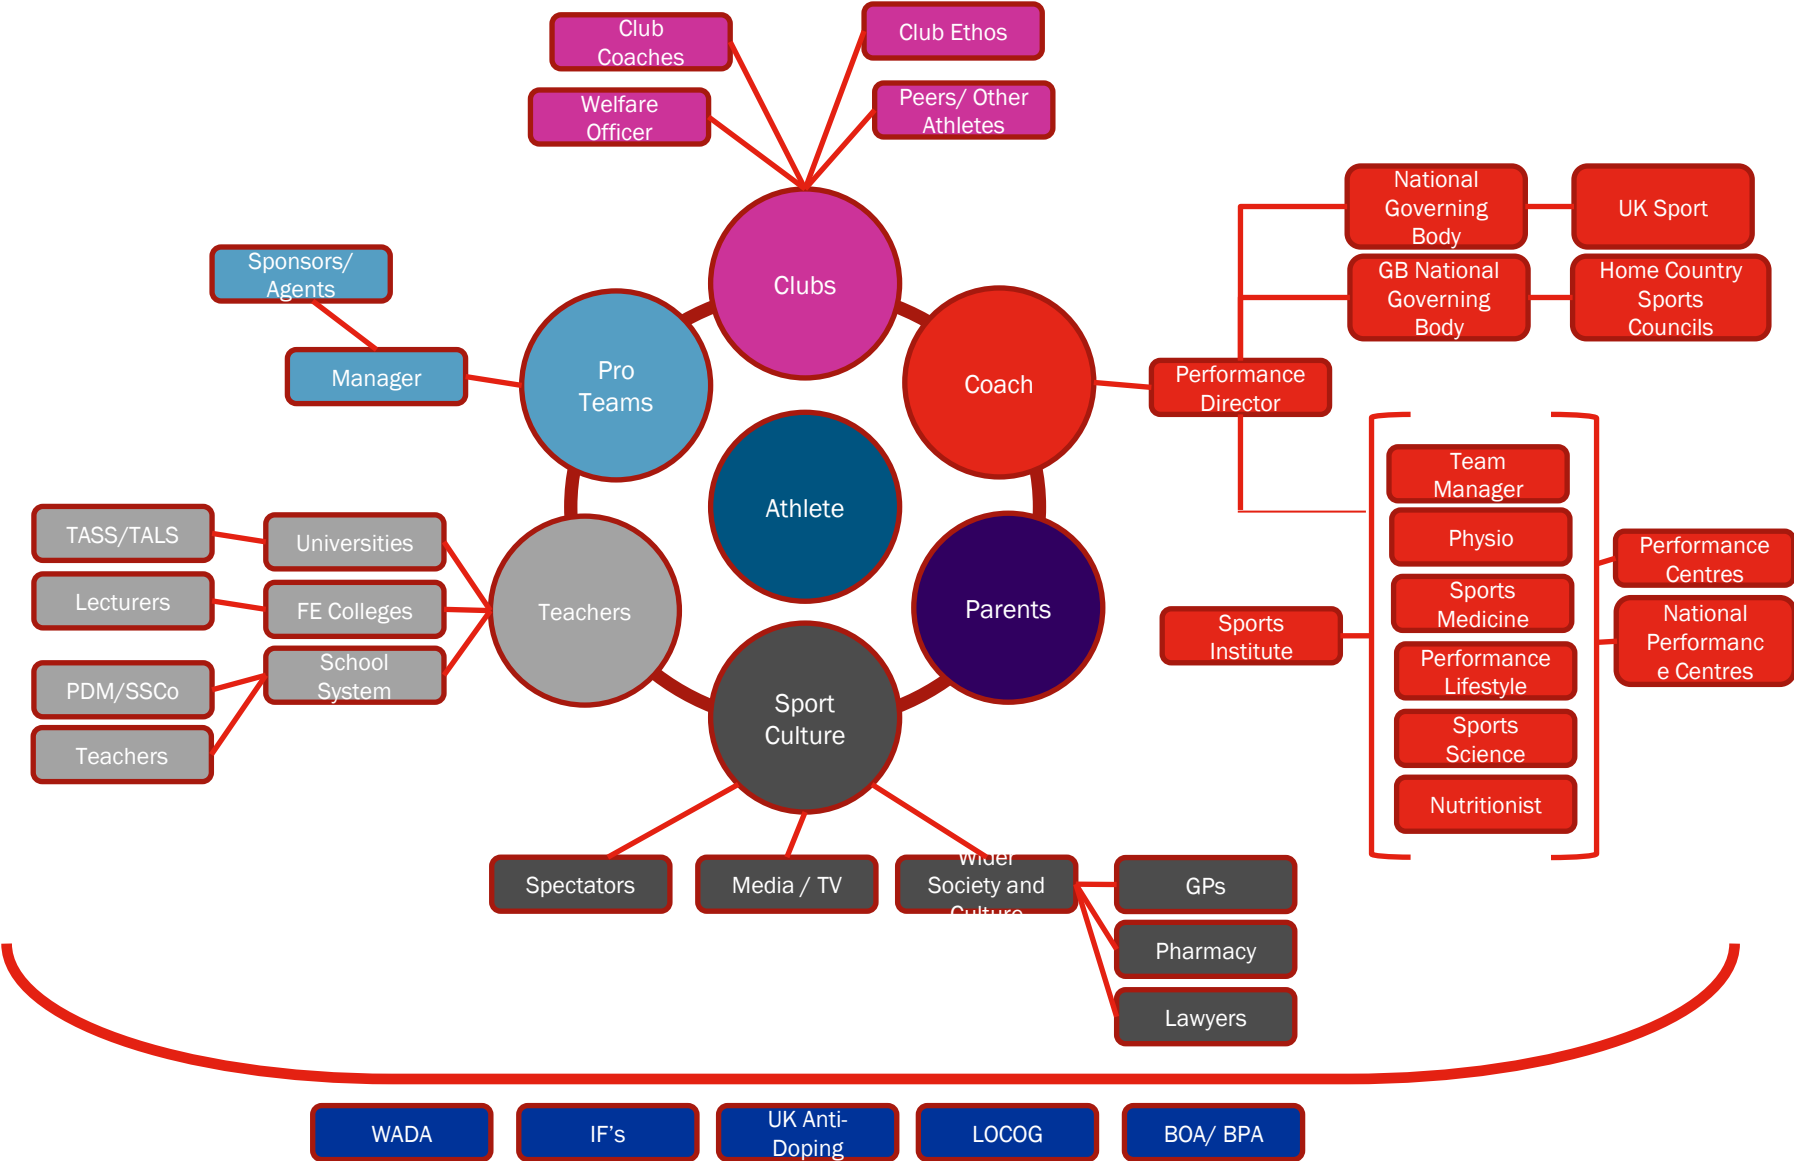 Club
Coaches
Club Ethos
Welfare
Officer
Peers/ Other
Athletes
National
Governing
Body
UK Sport
Sponsors/
Agents
GB National
Governing
Body
Home Country
Sports
Councils
Clubs
Manager
Pro
Teams
Coach
Performance
Director
Team
Manager
TASS/TALS
Universities
Athlete
Physio
Performance
Centres
Lecturers
FE Colleges
Teachers
Parents
Sports
Medicine
Sports
Institute
National
Performanc
e Centres
PDM/SSCo
School
System
Performance
Lifestyle
Teachers
Sport
Culture
Sports
Science
Nutritionist
Spectators
Media / TV
Wider
Society and
Culture
GPs
Pharmacy
Lawyers
WADA
IF’s
UK Anti-
Doping
LOCOG
BOA/ BPA